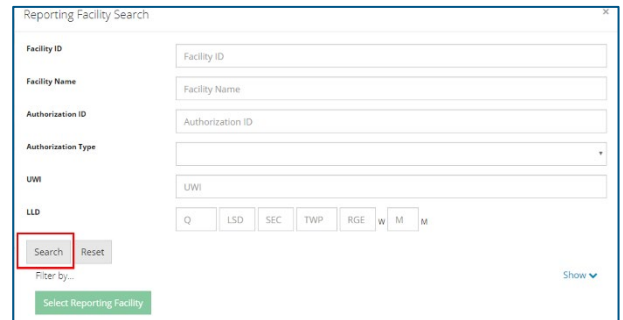 Reporting Facility Search ×
Facility ID Facility ID
Facility Name Facility Name
Authorization ID Authorization ID
Authorization Type
UWI UWI
LLD Q LSD SEC TWP RGE W M M
Search Reset
Filter by... Show
Select Reporting Facility